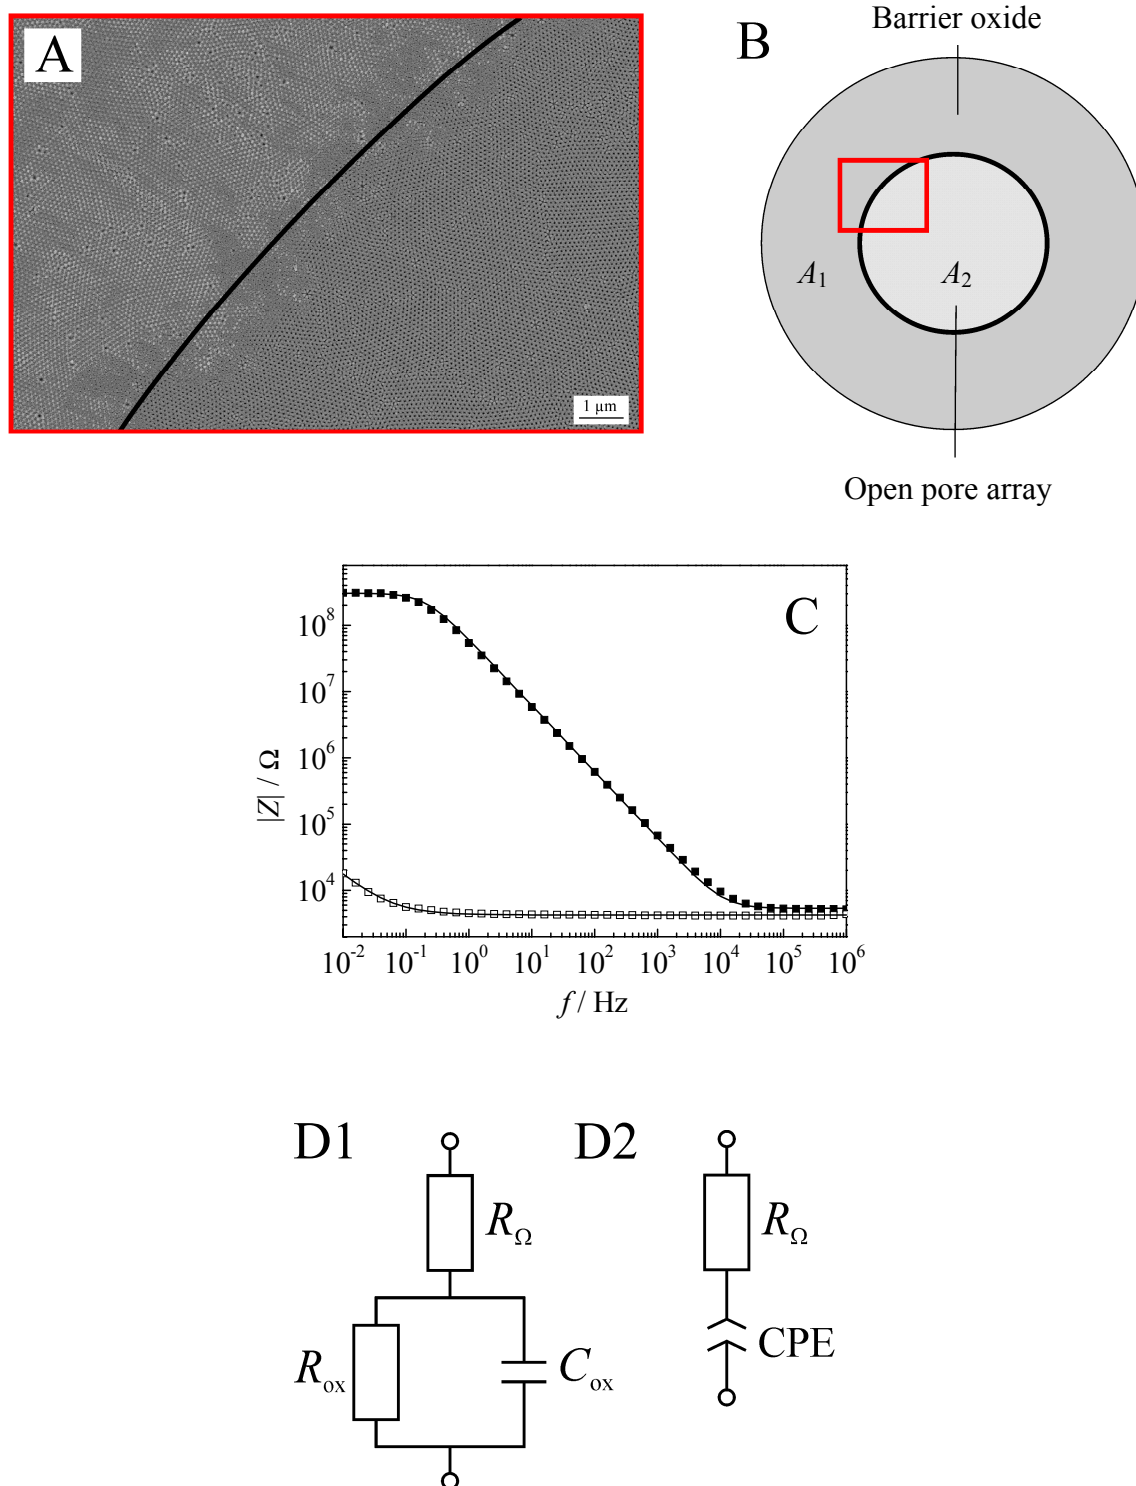 A
1 µm
B
Barrier oxide
A1
A2
Open pore array
C
|Z| / Ω
10^8
10^7
10^6
10^5
10^4
10^-2 10^-1 10^0 10^1 10^2 10^3 10^4 10^5 10^6
f / Hz
D1
RΩ
Rox
Cox
D2
RΩ
CPE